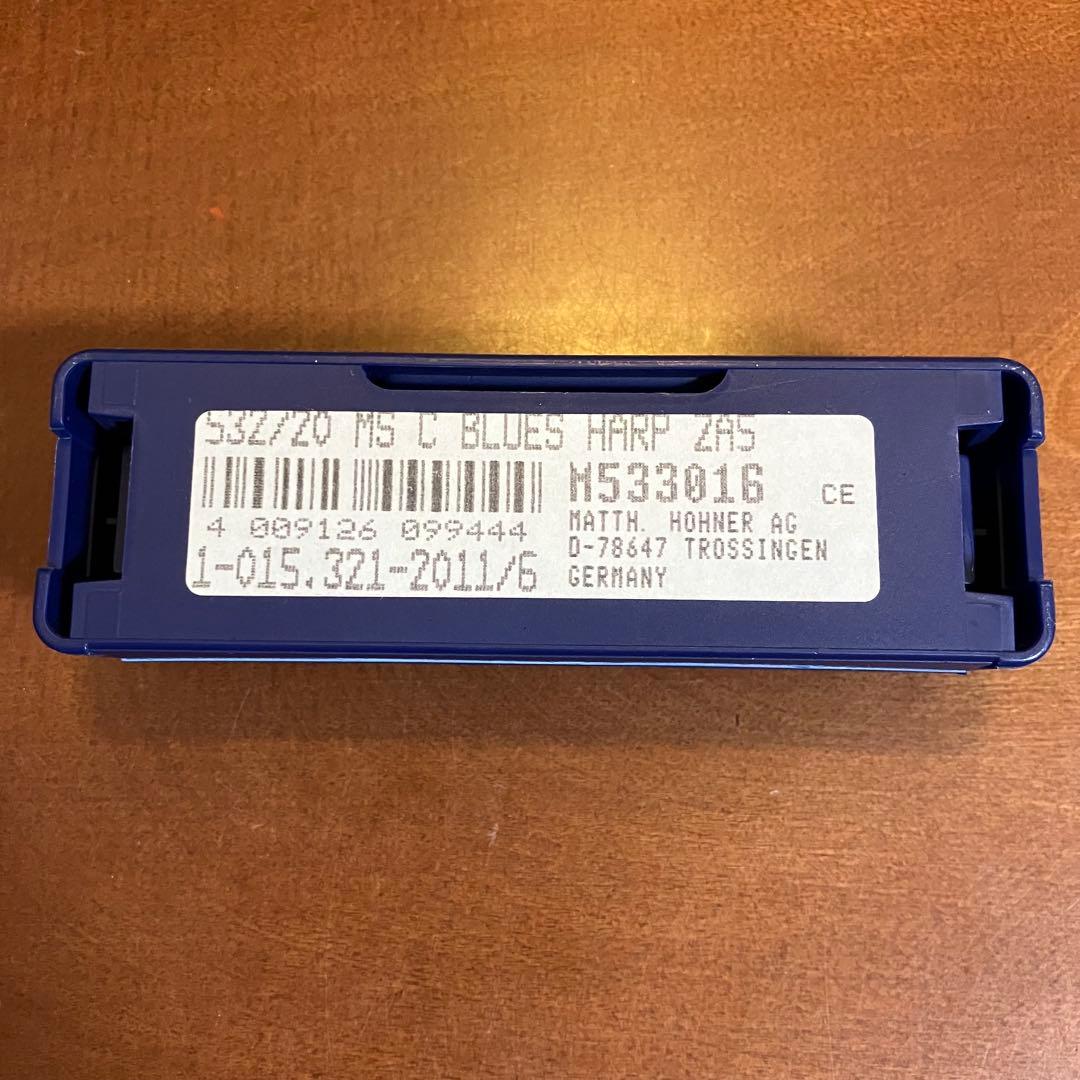 532/20 MS C BLUES HARP 2A5
M533016
CE
4 009126 099444
MATTH. HOHNER AG
D-78647 TROSSINGEN
GERMANY
1-015.321-2011/6